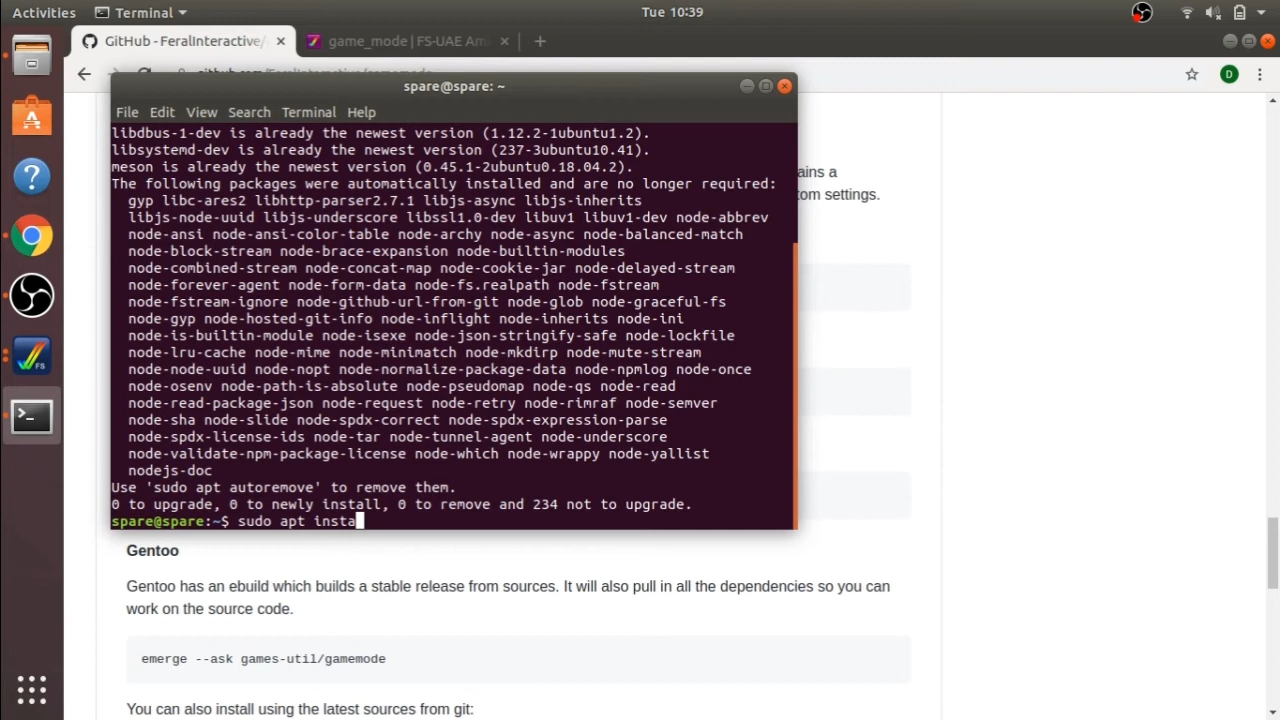 Activities
Terminal
Tue 10:39
GitHub - FeralInteractive/
game_mode | FS-UAE Am
D
spare@spare: ~
File Edit View Search Terminal Help
libdbus-1-dev is already the newest version (1.12.2-1ubuntu1.2).
libsystemd-dev is already the newest version (237-3ubuntu10.41).
meson is already the newest version (0.45.1-2ubuntu0.18.04.2).
The following packages were automatically installed and are no longer required:
gyp libc-ares2 libhttp-parser2.7.1 libjs-async libjs-inherits
libjs-node-uuid libjs-underscore libssl1.0-dev libuv1 libuv1-dev node-abbrev
node-ansi node-ansi-color-table node-archy node-async node-balanced-match
node-block-stream node-brace-expansion node-builtin-modules
node-combined-stream node-concat-map node-cookie-jar node-delayed-stream
node-forever-agent node-form-data node-fs.realpath node-fstream
node-fstream-ignore node-github-url-from-git node-glob node-graceful-fs
node-gyp node-hosted-git-info node-inflight node-inherits node-ini
node-is-builtin-module node-isexe node-json-stringify-safe node-lockfile
node-lru-cache node-mime node-minimatch node-mkdirp node-mute-stream
node-node-uuid node-nopt node-normalize-package-data node-npmlog node-once
node-osenv node-path-is-absolute node-pseudomap node-qs node-read
node-read-package-json node-request node-retry node-rimraf node-semver
node-sha node-slide node-spdx-correct node-spdx-expression-parse
node-spdx-license-ids node-tar node-tunnel-agent node-underscore
node-validate-npm-package-license node-which node-wrappy node-yallist
nodejs-doc
Use 'sudo apt autoremove' to remove them.
0 to upgrade, 0 to newly install, 0 to remove and 234 not to upgrade.
spare@spare:~$ sudo apt insta
ains a
tom settings.
FS
Gentoo
Gentoo has an ebuild which builds a stable release from sources. It will also pull in all the dependencies so you can
work on the source code.
emerge --ask games-util/gamemode
You can also install using the latest sources from git: